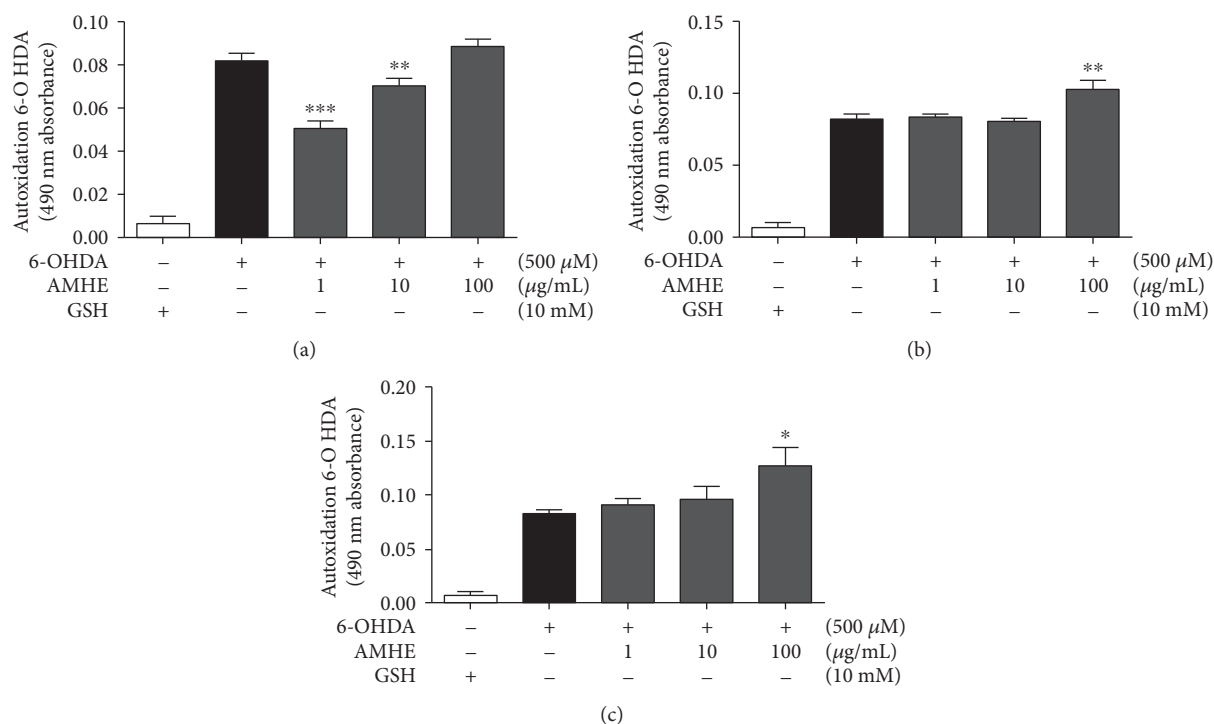 Autoxidation 6-O HDA
(490 nm absorbance)
0.10
0.08
0.06
0.04
0.02
0.00
***
**
6-OHDA – + + + + (500 μM)
AMHE – – 1 10 100 (μg/mL)
GSH + – – – – (10 mM)
(a)
Autoxidation 6-O HDA
(490 nm absorbance)
0.15
0.10
0.05
0.00
**
6-OHDA – + + + + (500 μM)
AMHE – – 1 10 100 (μg/mL)
GSH + – – – – (10 mM)
(b)
Autoxidation 6-O HDA
(490 nm absorbance)
0.20
0.15
0.10
0.05
0.00
*
6-OHDA – + + + + (500 μM)
AMHE – – 1 10 100 (μg/mL)
GSH + – – – – (10 mM)
(c)